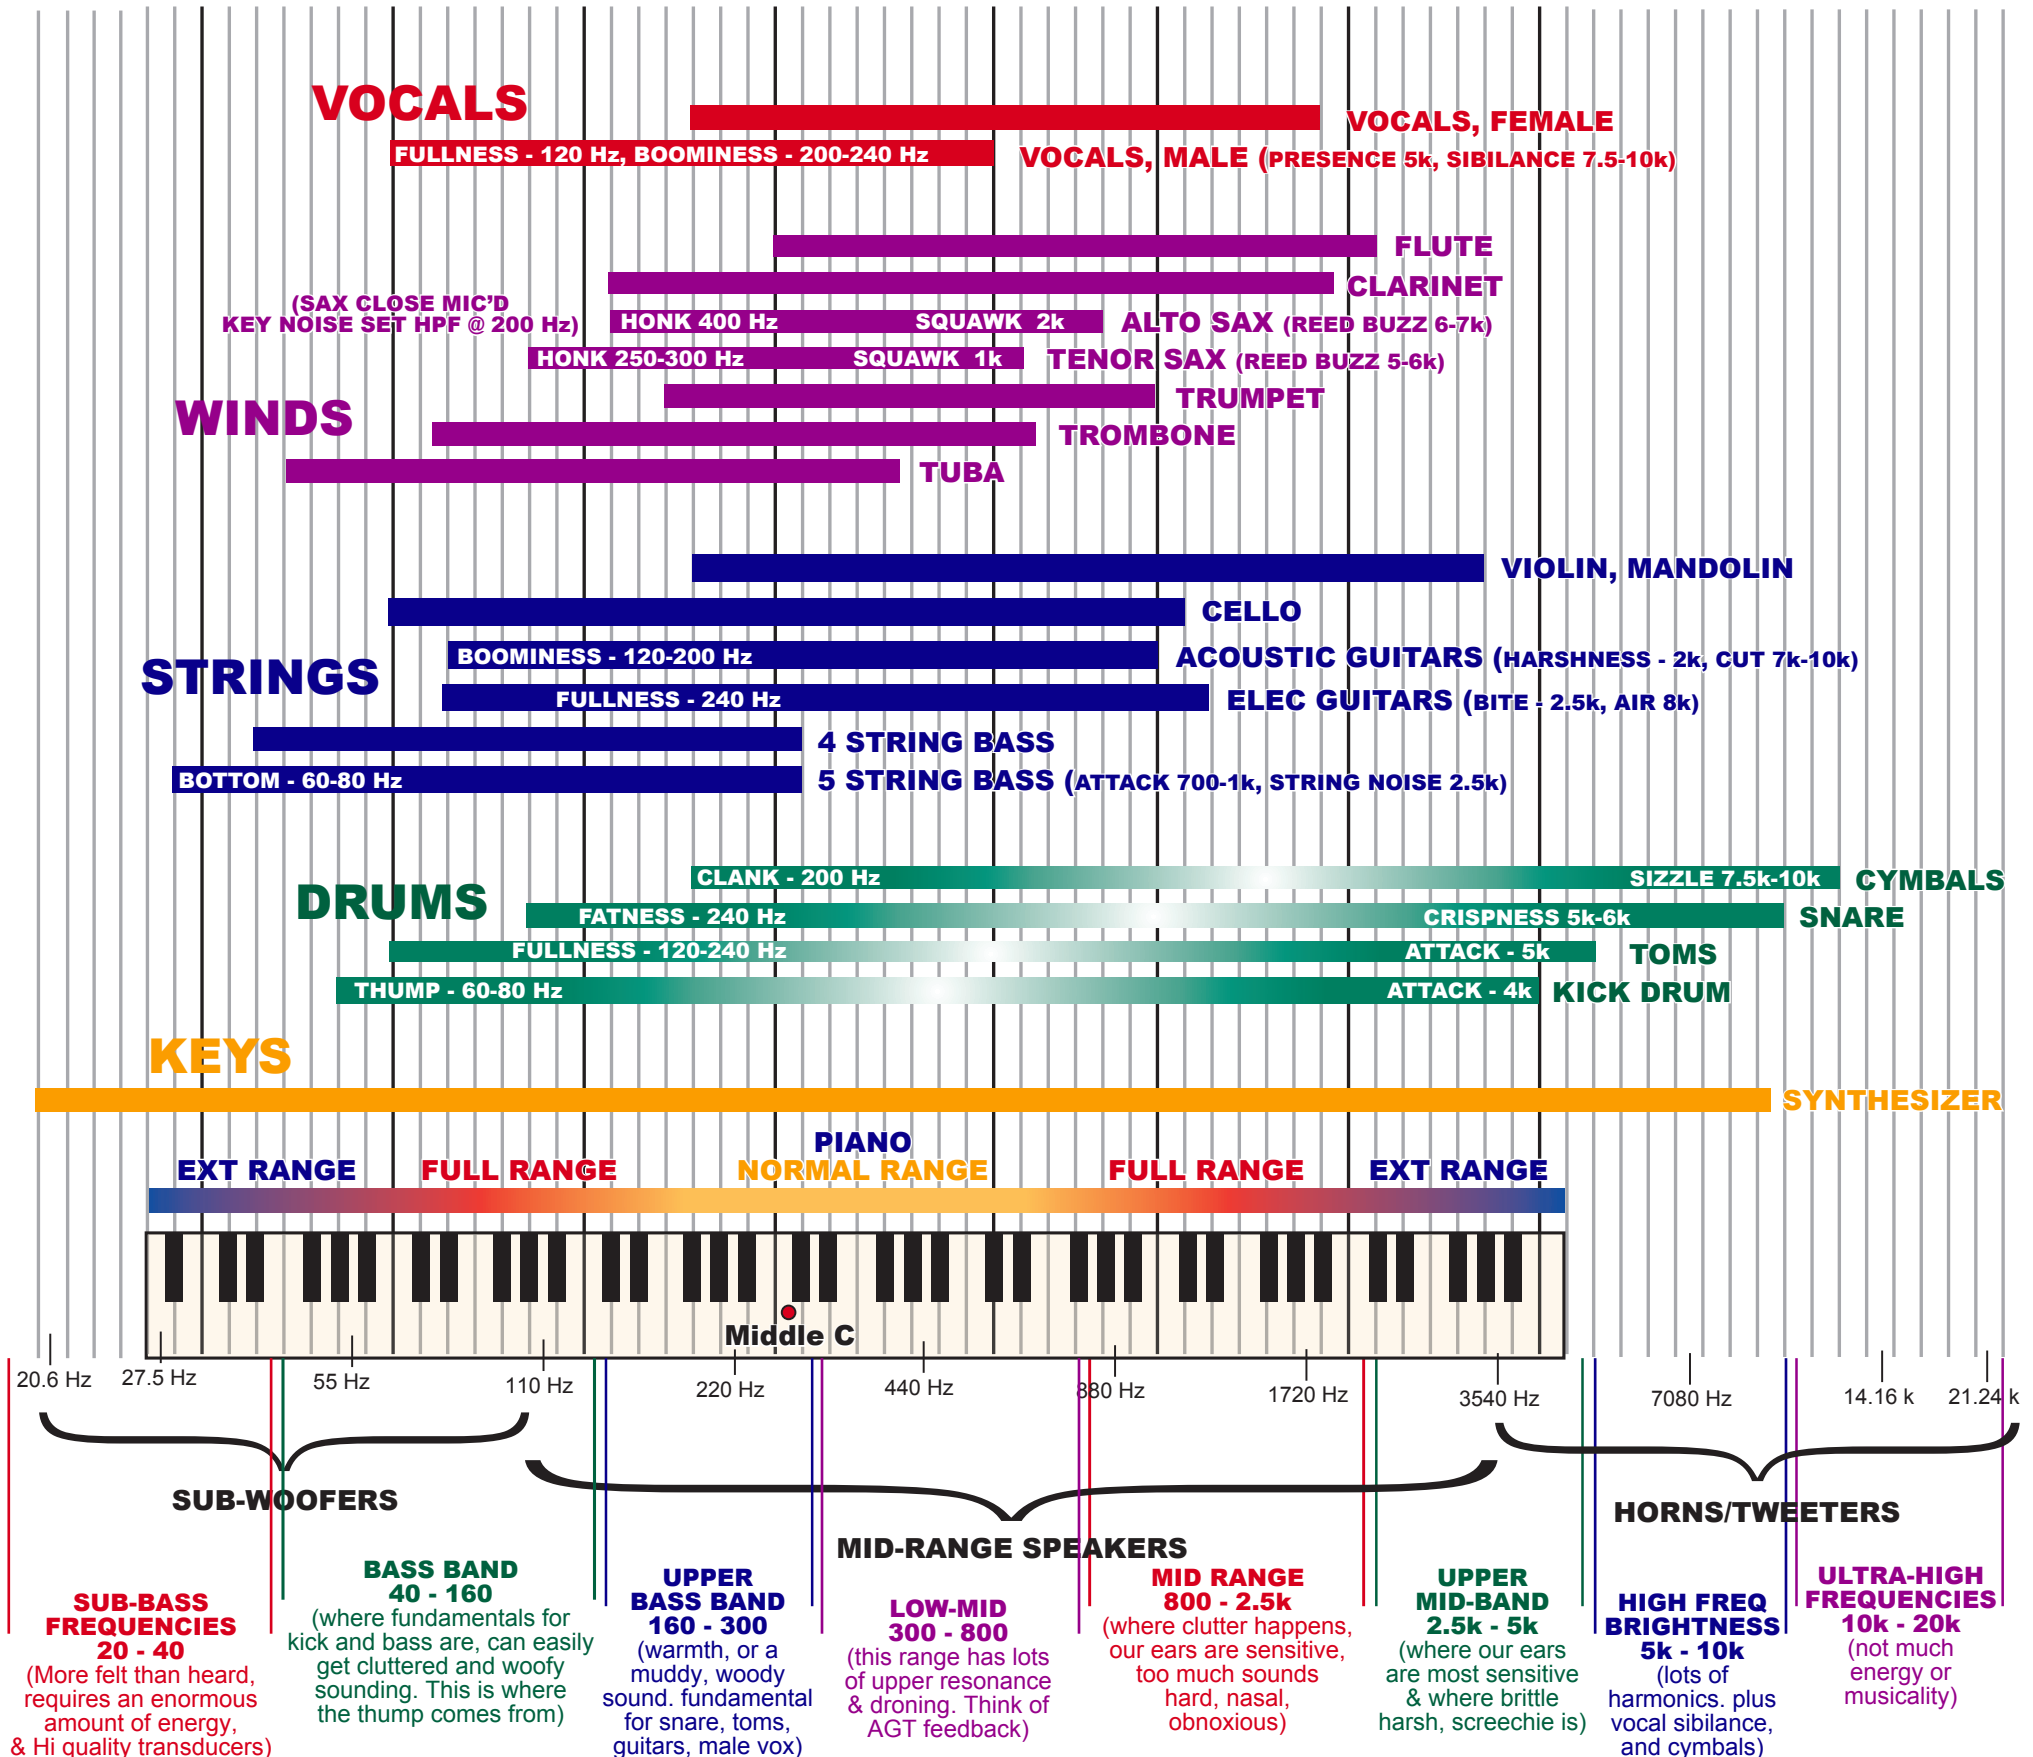 VOCALS
VOCALS, FEMALE
FULLNESS - 120 Hz, BOOMINESS - 200-240 Hz
VOCALS, MALE (PRESENCE 5k, SIBILANCE 7.5-10k)
FLUTE
CLARINET
(SAX CLOSE MIC'D
KEY NOISE SET HPF @ 200 Hz)
HONK 400 Hz SQUAWK 2k ALTO SAX (REED BUZZ 6-7k)
HONK 250-300 Hz SQUAWK 1k TENOR SAX (REED BUZZ 5-6k)
WINDS
TRUMPET
TROMBONE
TUBA
VIOLIN, MANDOLIN
CELLO
STRINGS
BOOMINESS - 120-200 Hz ACOUSTIC GUITARS (HARSHNESS - 2k, CUT 7k-10k)
FULLNESS - 240 Hz ELEC GUITARS (BITE - 2.5k, AIR 8k)
4 STRING BASS
BOTTOM - 60-80 Hz 5 STRING BASS (ATTACK 700-1k, STRING NOISE 2.5k)
DRUMS
CLANK - 200 Hz SIZZLE 7.5k-10k CYMBALS
FATNESS - 240 Hz CRISPNESS 5k-6k SNARE
FULLNESS - 120-240 Hz ATTACK - 5k TOMS
THUMP - 60-80 Hz ATTACK - 4k KICK DRUM
KEYS
SYNTHESIZER
PIANO
EXT RANGE FULL RANGE NORMAL RANGE FULL RANGE EXT RANGE
Middle C
20.6 Hz 27.5 Hz 55 Hz 110 Hz 220 Hz 440 Hz 880 Hz 1720 Hz 3540 Hz 7080 Hz 14.16 k 21.24 k
SUB-WOOFERS
MID-RANGE SPEAKERS
HORNS/TWEETERS
SUB-BASS
FREQUENCIES
20 - 40
(More felt than heard,
requires an enormous
amount of energy,
& Hi quality transducers)
BASS BAND
40 - 160
(where fundamentals for
kick and bass are, can easily
get cluttered and woofy
sounding. This is where
the thump comes from)
UPPER
BASS BAND
160 - 300
(warmth, or a
muddy, woody
sound. fundamental
for snare, toms,
guitars, male vox)
LOW-MID
300 - 800
(this range has lots
of upper resonance
& droning. Think of
AGT feedback)
MID RANGE
800 - 2.5k
(where clutter happens,
our ears are sensitive,
too much sounds
hard, nasal,
obnoxious)
UPPER
MID-BAND
2.5k - 5k
(where our ears
are most sensitive
& where brittle
harsh, screechie is)
HIGH FREQ
BRIGHTNESS
5k - 10k
(lots of
harmonics. plus
vocal sibilance,
and cymbals)
ULTRA-HIGH
FREQUENCIES
10k - 20k
(not much
energy or
musicality)